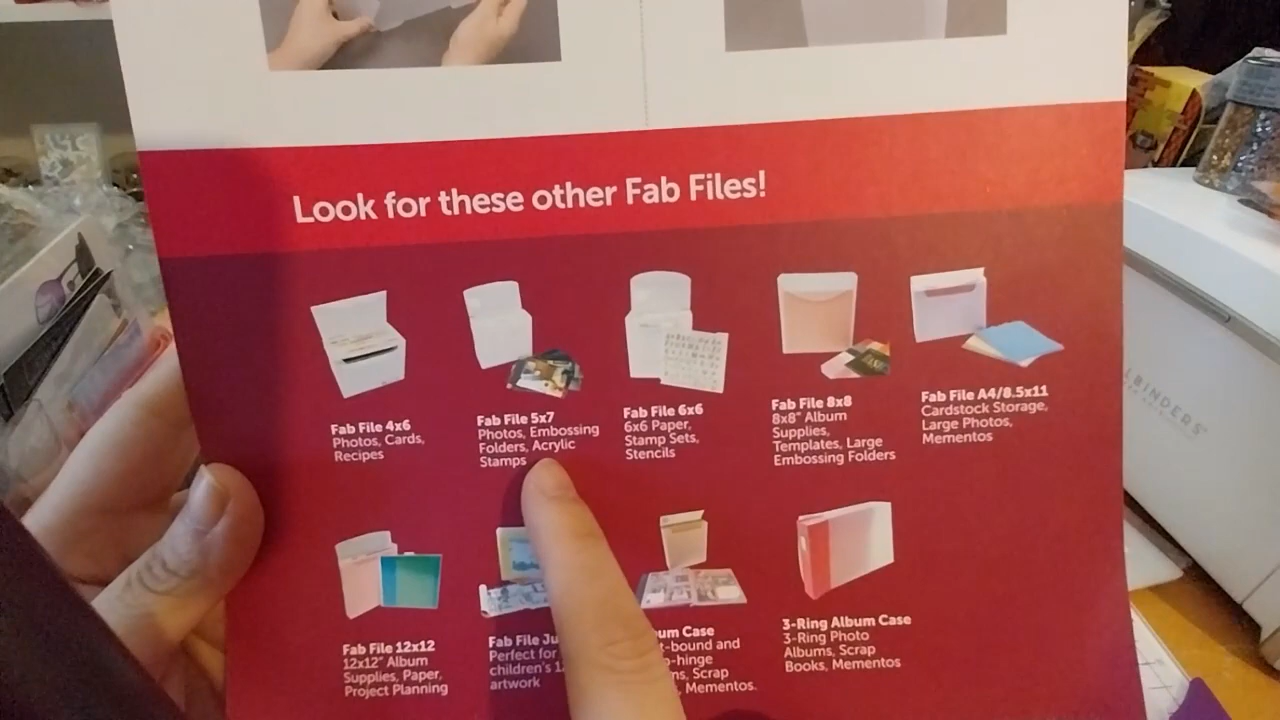 Look for these other Fab Files!
Fab File 4x6
Photos, Cards,
Recipes
Fab File 5x7
Photos, Embossing
Folders, Acrylic
Stamps
Fab File 6x6
6x6 Paper,
Stamp Sets,
Stencils
Fab File 8x8
8x8" Album
Supplies,
Templates, Large
Embossing Folders
Fab File A4/8.5x11
Cardstock Storage,
Large Photos,
Mementos
Fab File 12x12
12x12" Album
Supplies, Paper,
Project Planning
Fab File
Perfect for
children's
artwork
Case
and
Scrap
Mementos.
3-Ring Album Case
3-Ring Photo
Albums, Scrap
Books, Mementos